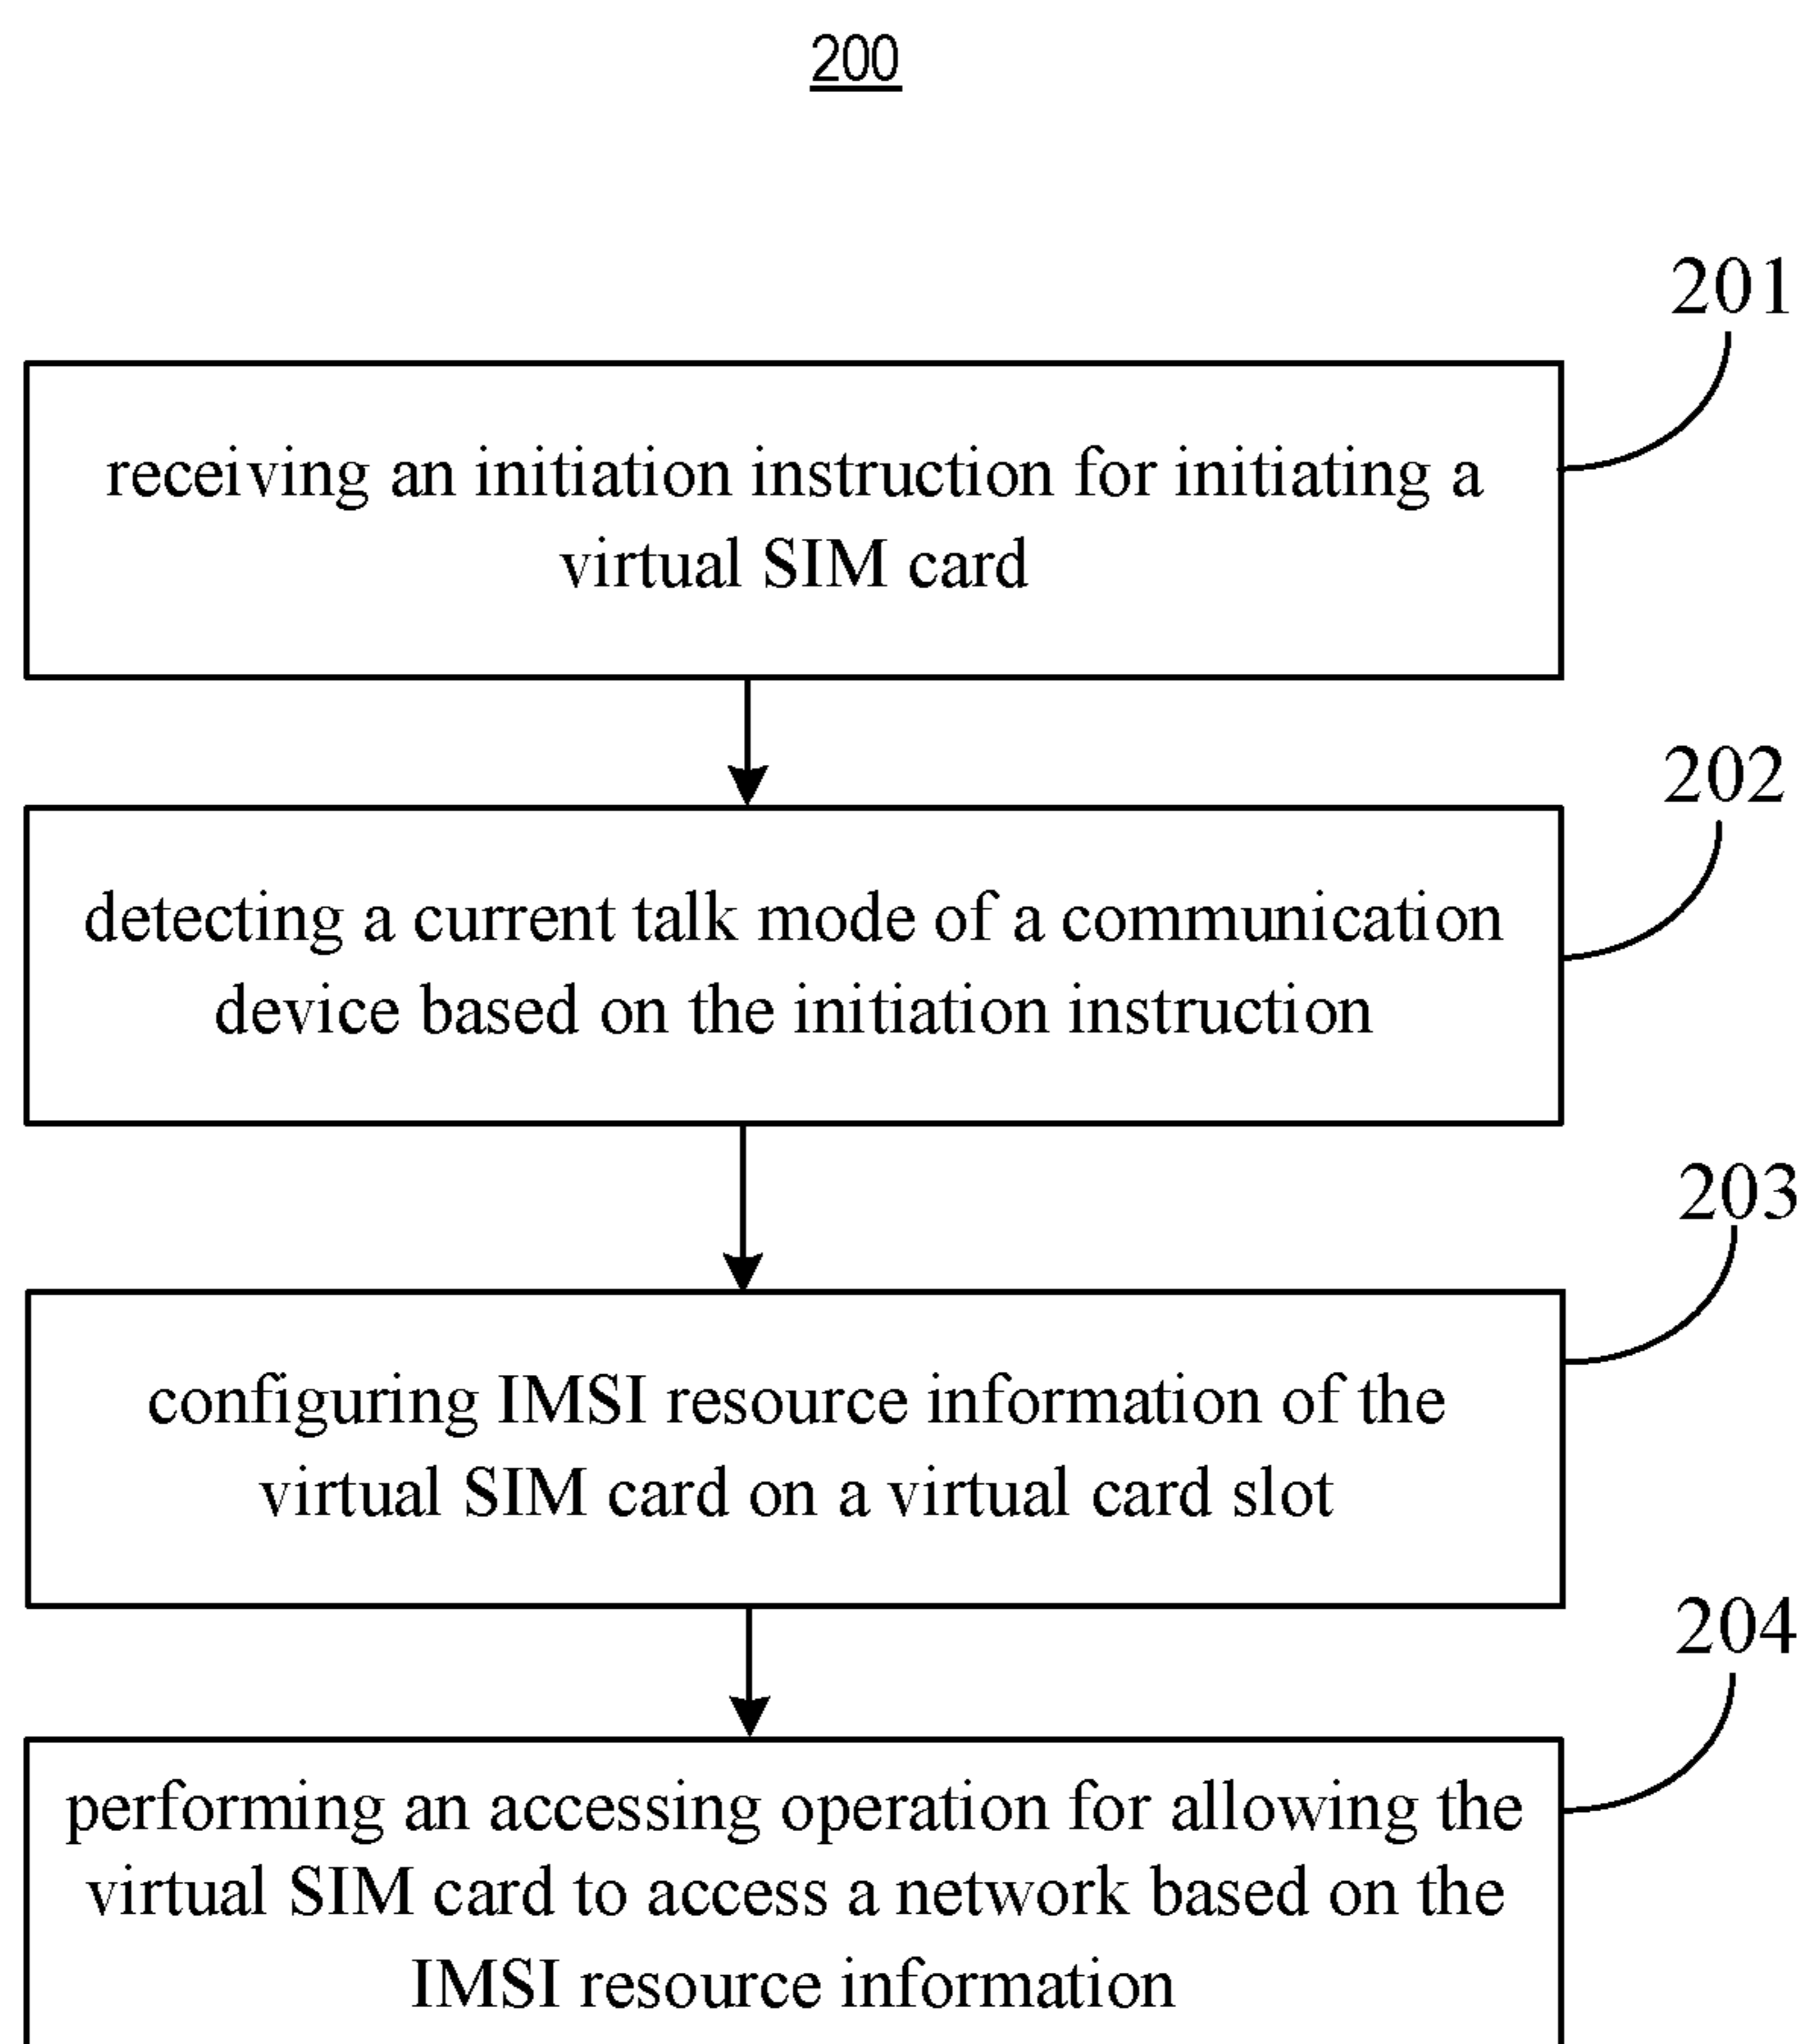 200
201
receiving an initiation instruction for initiating a
virtual SIM card
202
detecting a current talk mode of a communication
device based on the initiation instruction
203
configuring IMSI resource information of the
virtual SIM card on a virtual card slot
204
performing an accessing operation for allowing the
virtual SIM card to access a network based on the
IMSI resource information